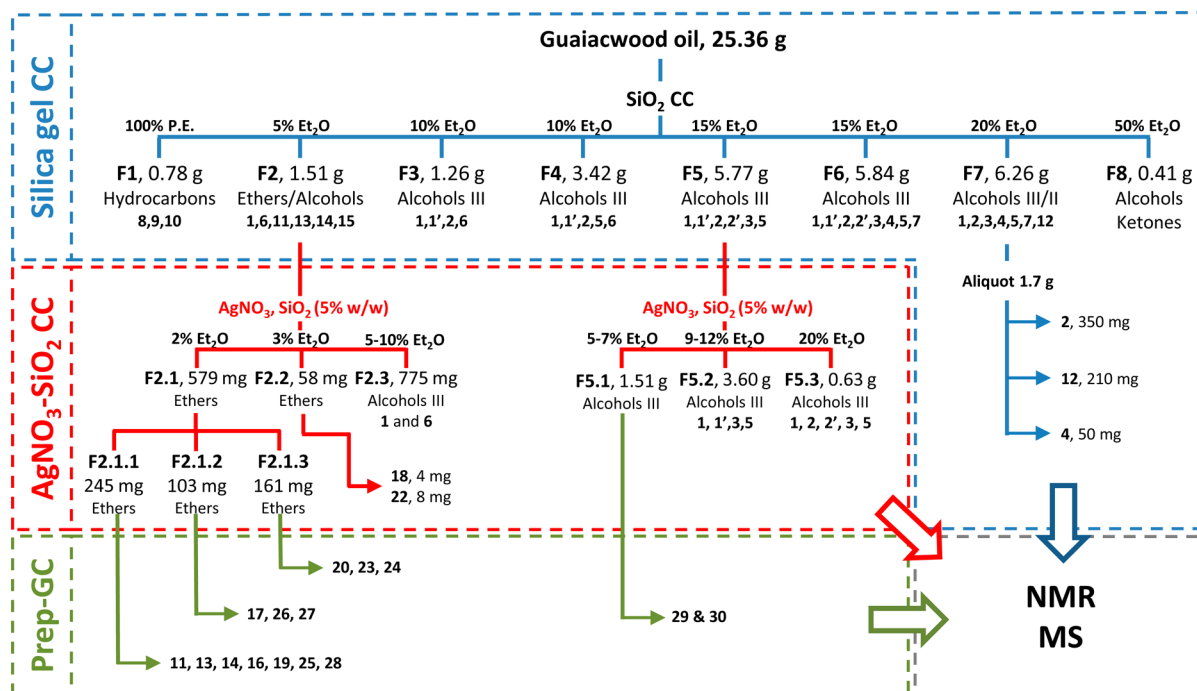 Silica gel CC
Guaiacwood oil, 25.36 g
SiO₂ CC
100% P.E.
5% Et₂O
10% Et₂O
10% Et₂O
15% Et₂O
15% Et₂O
20% Et₂O
50% Et₂O
F1, 0.78 g
Hydrocarbons
8,9,10
F2, 1.51 g
Ethers/Alcohols
1,6,11,13,14,15
F3, 1.26 g
Alcohols III
1,1',2,6
F4, 3.42 g
Alcohols III
1,1',2,5,6
F5, 5.77 g
Alcohols III
1,1',2,2',3,5
F6, 5.84 g
Alcohols III
1,1',2,2',3,4,5,7
F7, 6.26 g
Alcohols III/II
1,2,3,4,5,7,12
F8, 0.41 g
Alcohols
Ketones
Aliquot 1.7 g
2, 350 mg
12, 210 mg
4, 50 mg
AgNO₃-SiO₂ CC
AgNO₃, SiO₂ (5% w/w)
2% Et₂O
3% Et₂O
5-10% Et₂O
F2.1, 579 mg
Ethers
F2.2, 58 mg
Ethers
F2.3, 775 mg
Alcohols III
1 and 6
F2.1.1
245 mg
Ethers
F2.1.2
103 mg
Ethers
F2.1.3
161 mg
Ethers
18, 4 mg
22, 8 mg
AgNO₃, SiO₂ (5% w/w)
5-7% Et₂O
9-12% Et₂O
20% Et₂O
F5.1, 1.51 g
Alcohols III
F5.2, 3.60 g
Alcohols III
1, 1',3,5
F5.3, 0.63 g
Alcohols III
1, 2, 2', 3, 5
Prep-GC
20, 23, 24
17, 26, 27
11, 13, 14, 16, 19, 25, 28
29 & 30
NMR
MS